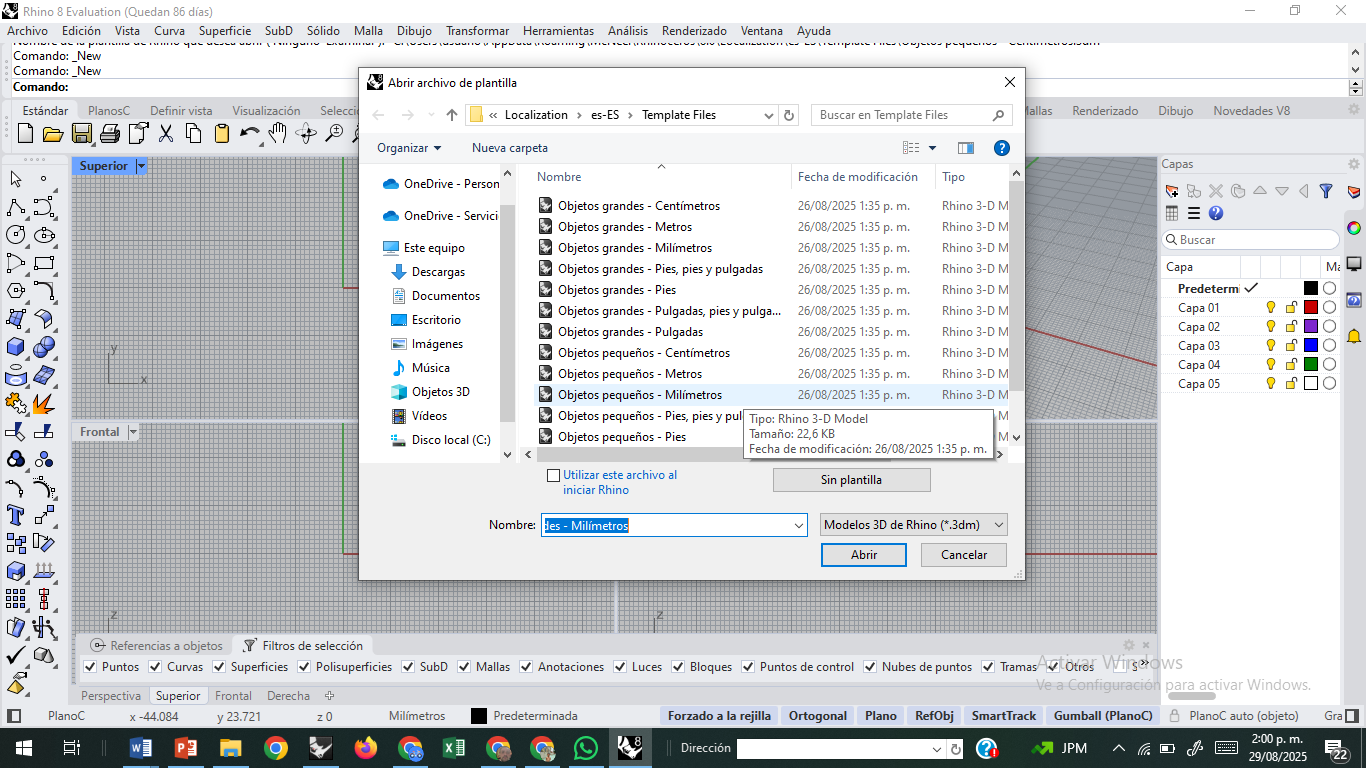 Rhino 8 Evaluation (Quedan 86 días)
Archivo Edición Vista Curva Superficie SubD Sólido Malla Dibujo Transformar Herramientas Análisis Renderizado Ventana Ayuda
Comando: _New
Comando: _New
Comando:
Estándar PlanosC Definir vista Visualización Mallas Renderizado Dibujo Novedades V8
Abrir archivo de plantilla
« Localization > es-ES > Template Files
Buscar en Template Files
Organizar Nueva carpeta
OneDrive - Person
OneDrive - Servici
Este equipo
Descargas
Documentos
Escritorio
Imágenes
Música
Objetos 3D
Vídeos
Disco local (C:)
Nombre Fecha de modificación Tipo
Objetos grandes - Centímetros 26/08/2025 1:35 p. m. Rhino 3-D M
Objetos grandes - Metros 26/08/2025 1:35 p. m. Rhino 3-D M
Objetos grandes - Milímetros 26/08/2025 1:35 p. m. Rhino 3-D M
Objetos grandes - Pies, pies y pulgadas 26/08/2025 1:35 p. m. Rhino 3-D M
Objetos grandes - Pies 26/08/2025 1:35 p. m. Rhino 3-D M
Objetos grandes - Pulgadas, pies y pulga... 26/08/2025 1:35 p. m. Rhino 3-D M
Objetos grandes - Pulgadas 26/08/2025 1:35 p. m. Rhino 3-D M
Objetos pequeños - Centímetros 26/08/2025 1:35 p. m. Rhino 3-D M
Objetos pequeños - Metros 26/08/2025 1:35 p. m. Rhino 3-D M
Objetos pequeños - Milímetros 26/08/2025 1:35 p. m. Rhino 3-D M
Objetos pequeños - Pies, pies y pul
Objetos pequeños - Pies
Tipo: Rhino 3-D Model
Tamaño: 22,6 KB
Fecha de modificación: 26/08/2025 1:35 p. m.
Utilizar este archivo al
iniciar Rhino
Sin plantilla
Nombre: des - Milímetros
Modelos 3D de Rhino (*.3dm)
Abrir Cancelar
Superior
y
x
Frontal
z
z
Capas
Buscar
Capa Ma
Predetermi
Capa 01
Capa 02
Capa 03
Capa 04
Capa 05
Referencias a objetos Filtros de selección
Puntos Curvas Superficies Polisuperficies SubD Mallas Anotaciones Luces Bloques Puntos de control Nubes de puntos Tramas Otros S »
Activar Windows
Ve a Configuración para activar Windows.
Perspectiva Superior Frontal Derecha
PlanoC x -44.084 y 23.721 z 0 Milímetros Predeterminada Forzado a la rejilla Ortogonal Plano RefObj SmartTrack Gumball (PlanoC) PlanoC auto (objeto) Gra
Dirección
JPM
2:00 p. m.
29/08/2025
22